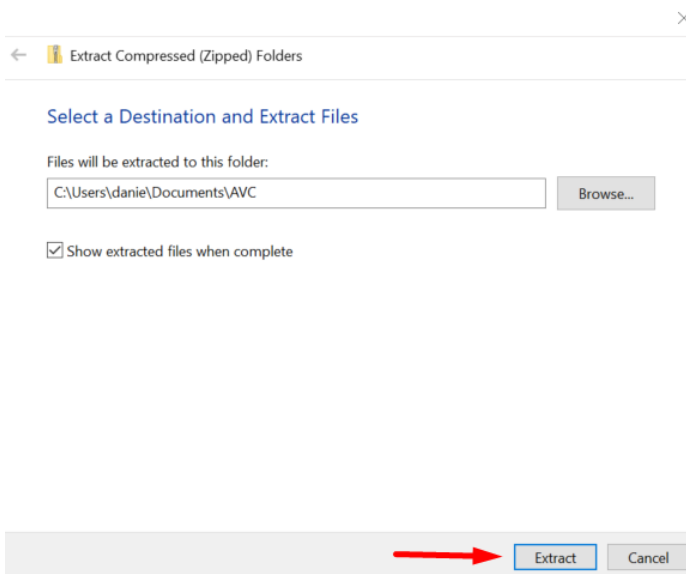 Extract Compressed (Zipped) Folders
Select a Destination and Extract Files
Files will be extracted to this folder:
C:\Users\danie\Documents\AVC
Browse...
Show extracted files when complete
Extract
Cancel